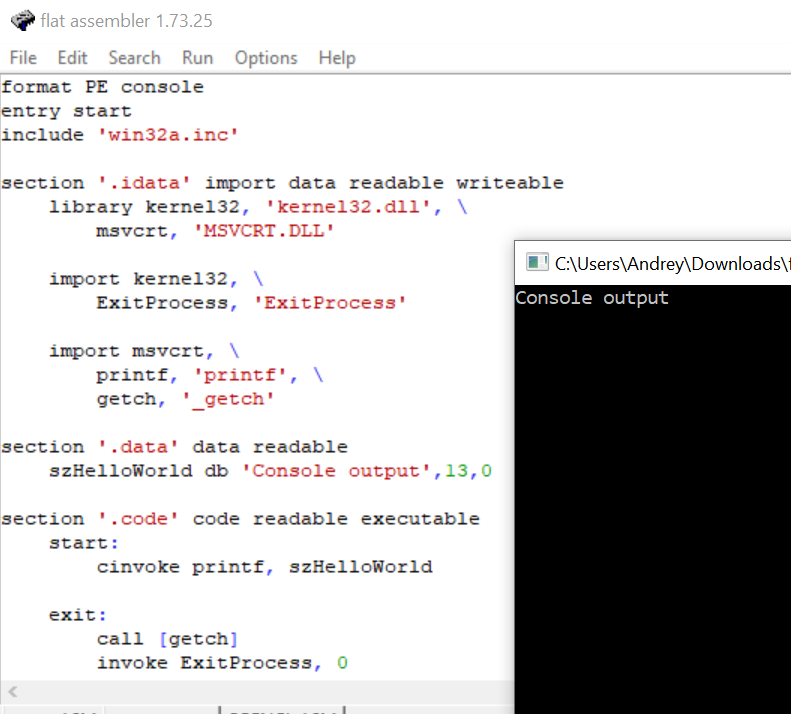 flat assembler 1.73.25
File Edit Search Run Options Help
format PE console
entry start
include 'win32a.inc'
section '.idata' import data readable writeable
library kernel32, 'kernel32.dll', \
msvcrt, 'MSVCRT.DLL'
import kernel32, \
ExitProcess, 'ExitProcess'
import msvcrt, \
printf, 'printf', \
getch, '_getch'
section '.data' data readable
szHelloWorld db 'Console output',13,0
section '.code' code readable executable
start:
cinvoke printf, szHelloWorld
exit:
call [getch]
invoke ExitProcess, 0
C:\Users\Andrey\Downloads\f
Console output